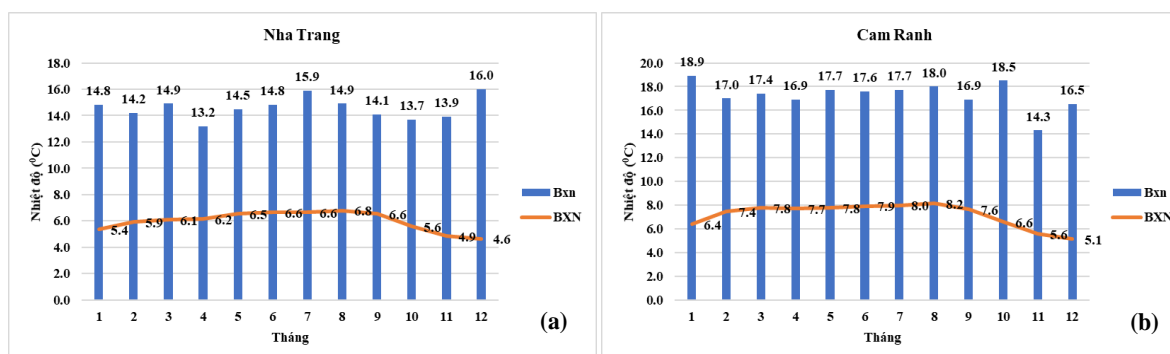 Nha Trang
18.0
16.0
14.0
12.0
10.0
8.0
6.0
4.0
2.0
0.0
Nhiệt độ (⁰C)
14.8 14.2 14.9 13.2 14.5 14.8 15.9 14.9 14.1 13.7 13.9 16.0
5.4 5.9 6.1 6.2 6.5 6.6 6.6 6.8 6.6 5.6 4.9 4.6
1 2 3 4 5 6 7 8 9 10 11 12
Tháng
Bxn
BXN
(a)
Cam Ranh
20.0
18.0
16.0
14.0
12.0
10.0
8.0
6.0
4.0
2.0
0.0
Nhiệt độ (⁰C)
18.9 17.0 17.4 16.9 17.7 17.6 17.7 18.0 16.9 18.5 14.3 16.5
6.4 7.4 7.8 7.7 7.8 7.9 8.0 8.2 7.6 6.6 5.6 5.1
1 2 3 4 5 6 7 8 9 10 11 12
Tháng
Bxn
BXN
(b)